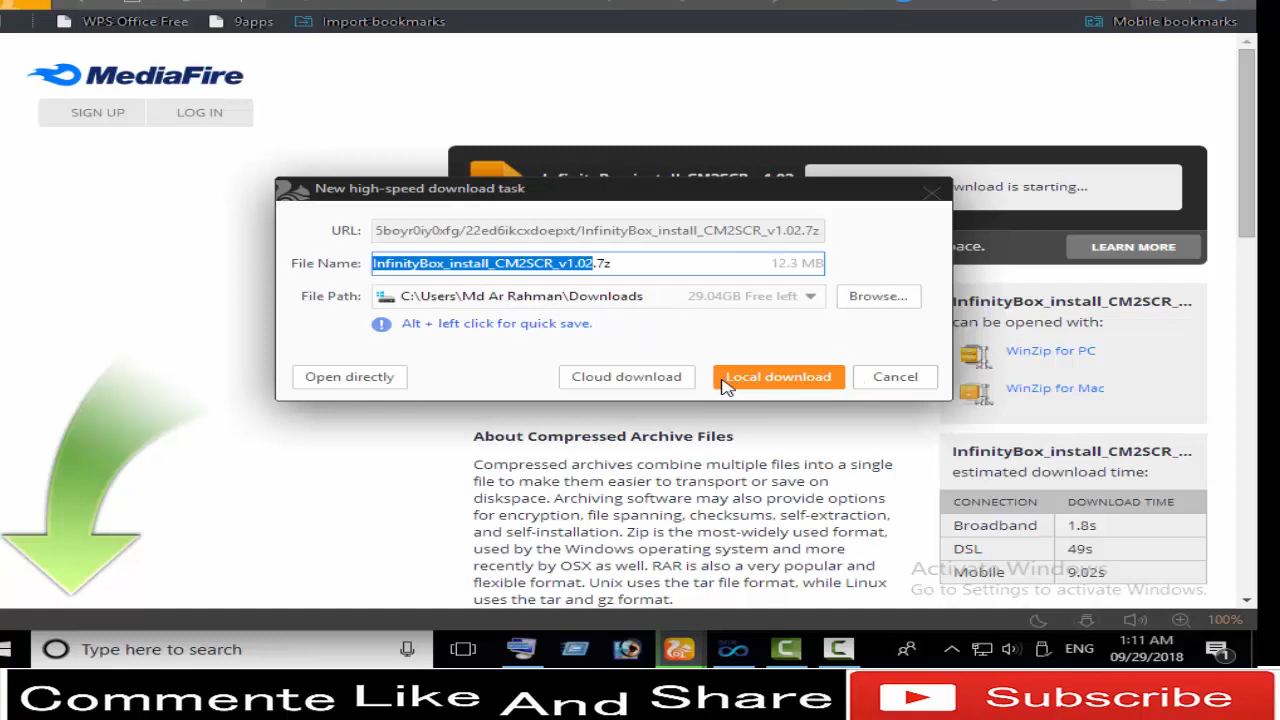 WPS Office Free
9apps
Import bookmarks
Mobile bookmarks
MediaFire
SIGN UP
LOG IN
New high-speed download task
wnload is starting...
URL: 5boyr0iy0xfg/22ed6ikcxdoepxt/InfinityBox_install_CM2SCR_v1.02.7z
File Name: InfinityBox_install_CM2SCR_v1.02.7z 12.3 MB
File Path: C:\Users\Md Ar Rahman\Downloads 29.04GB Free left
Browse...
Alt + left click for quick save.
Open directly
Cloud download
Local download
Cancel
ace.
LEARN MORE
InfinityBox_install_CM2SCR_...
can be opened with:
WinZip for PC
WinZip for Mac
About Compressed Archive Files
Compressed archives combine multiple files into a single
file to make them easier to transport or save on
diskspace. Archiving software may also provide options
for encryption, file spanning, checksums, self-extraction,
and self-installation. Zip is the most-widely used format,
used by the Windows operating system and more
recently by OSX as well. RAR is also a very popular and
flexible format. Unix uses the tar file format, while Linux
uses the tar and gz format.
InfinityBox_install_CM2SCR_...
estimated download time:
CONNECTION DOWNLOAD TIME
Broadband 1.8s
DSL 49s
Mobile 9.02s
Activate Windows
Go to Settings to activate Windows.
100%
Type here to search
ENG
1:11 AM
09/29/2018
1
Commente Like And Share
Subscribe